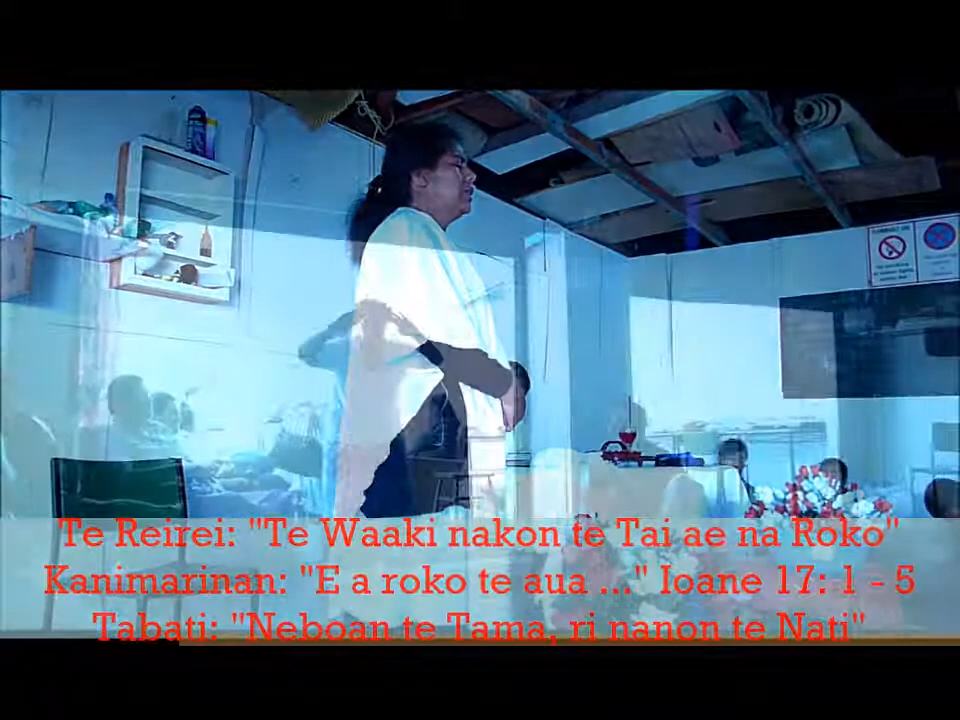 Te Reirei: "Te Waaki nakon te Tai ae na Roko"
Kanimarinan: "E a roko te aua ..." Ioane 17: 1 - 5
Tabati: "Neboan te Tama, ri nanon te Nati"